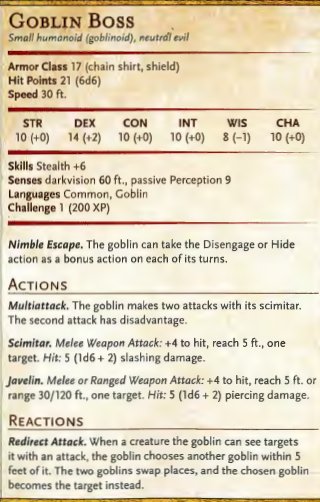 GOBLIN BOSS
Small humanoid (goblinoid), neutral evil
Armor Class 17 (chain shirt, shield)
Hit Points 21 (6d6)
Speed 30 ft.
STR DEX CON INT WIS CHA
10 (+0) 14 (+2) 10 (+0) 10 (+0) 8 (−1) 10 (+0)
Skills Stealth +6
Senses darkvision 60 ft., passive Perception 9
Languages Common, Goblin
Challenge 1 (200 XP)
Nimble Escape. The goblin can take the Disengage or Hide
action as a bonus action on each of its turns.
ACTIONS
Multiattack. The goblin makes two attacks with its scimitar.
The second attack has disadvantage.
Scimitar. Melee Weapon Attack: +4 to hit, reach 5 ft., one
target. Hit: 5 (1d6 + 2) slashing damage.
Javelin. Melee or Ranged Weapon Attack: +4 to hit, reach 5 ft. or
range 30/120 ft., one target. Hit: 5 (1d6 + 2) piercing damage.
REACTIONS
Redirect Attack. When a creature the goblin can see targets
it with an attack, the goblin chooses another goblin within 5
feet of it. The two goblins swap places, and the chosen goblin
becomes the target instead.